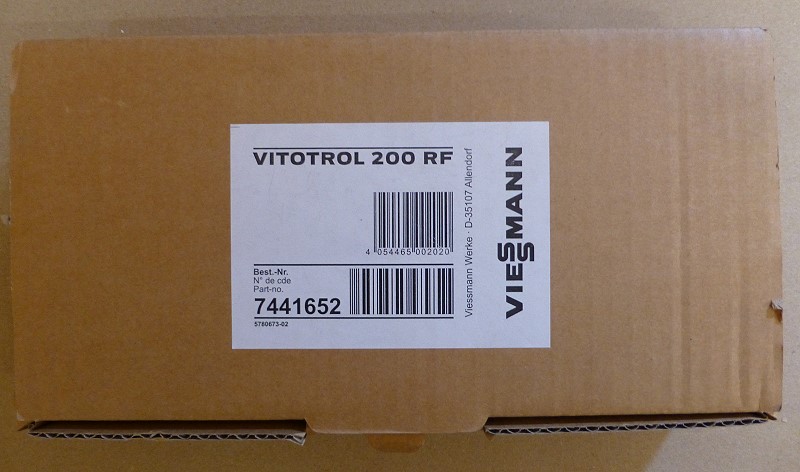 VITOTROL 200 RF
4 054465 002020
Best.-Nr.
N° de cde
Part-no.
7441652
5780673-02
Viessmann Werke · D-35107 Allendorf
VIESSMANN